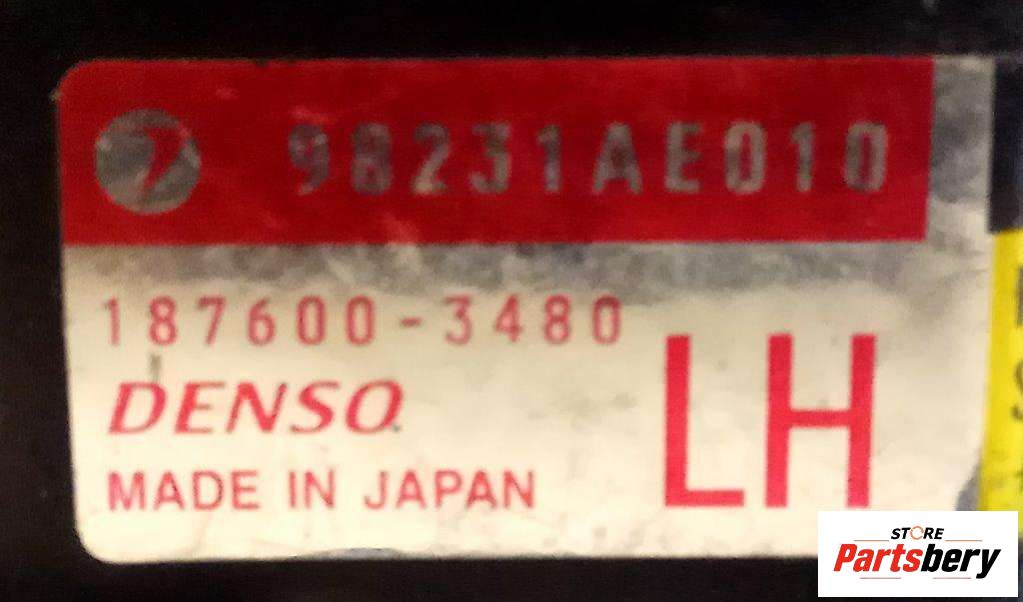 98231AE010
187600-3480
DENSO
LH
MADE IN JAPAN
STORE
Partsbery